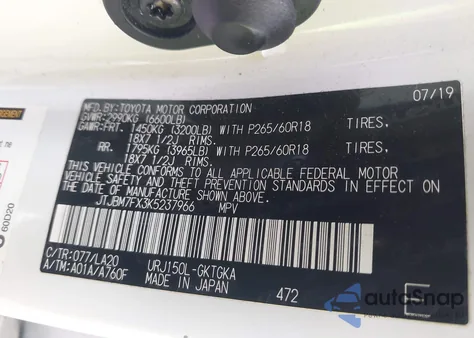 MFD.BY:TOYOTA MOTOR CORPORATION 07/19
GVWR:2990KG (6600LB)
GAWR:FRT. 1450KG (3200LB) WITH P265/60R18 TIRES,
18X7 1/2J RIMS.
RR. 1795KG (3965LB) WITH P265/60R18 TIRES,
18X7 1/2J RIMS.
THIS VEHICLE CONFORMS TO ALL APPLICABLE FEDERAL MOTOR
VEHICLE SAFETY AND THEFT PREVENTION STANDARDS IN EFFECT
ON THE DATE OF MANUFACTURE SHOWN ABOVE.
JTJBM7FX3K5237966 MPV
C/TR:077/LA20 URJ150L-GKTGKA
A/TM:A01A/A760F MADE IN JAPAN 472
E
60D20
autoSnap